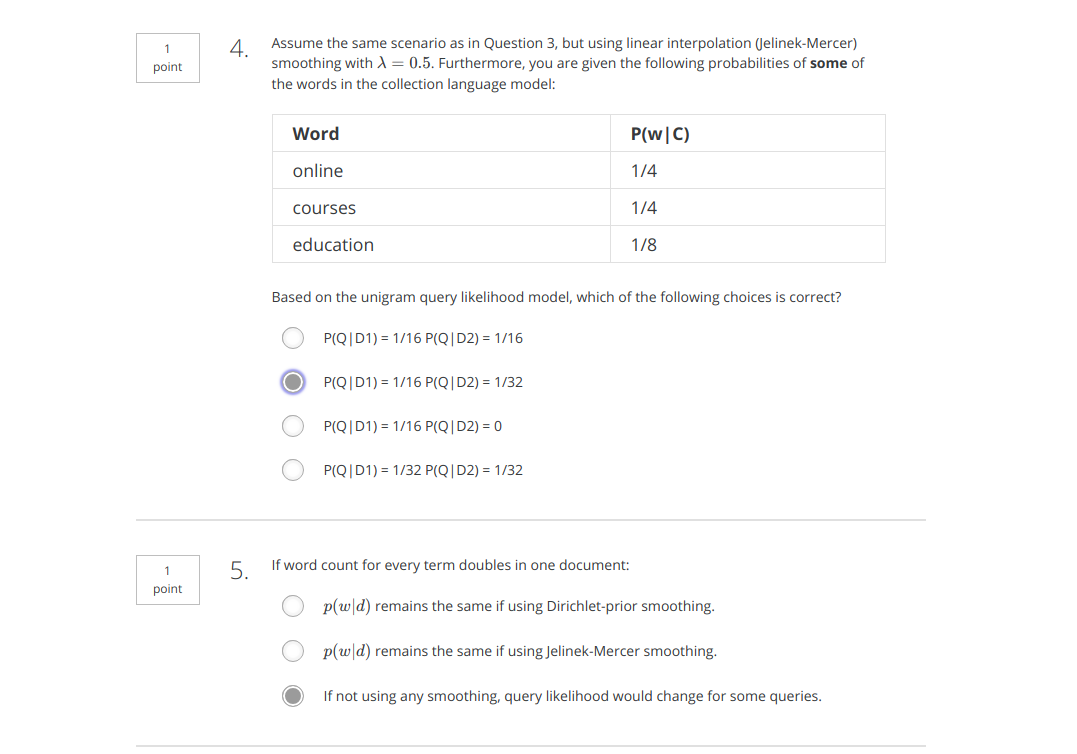 1
point
4.
Assume the same scenario as in Question 3, but using linear interpolation (Jelinek-Mercer)
smoothing with λ = 0.5. Furthermore, you are given the following probabilities of some of
the words in the collection language model:
Word P(w|C)
online 1/4
courses 1/4
education 1/8
Based on the unigram query likelihood model, which of the following choices is correct?
P(Q|D1) = 1/16 P(Q|D2) = 1/16
P(Q|D1) = 1/16 P(Q|D2) = 1/32
P(Q|D1) = 1/16 P(Q|D2) = 0
P(Q|D1) = 1/32 P(Q|D2) = 1/32
1
point
5.
If word count for every term doubles in one document:
p(w|d) remains the same if using Dirichlet-prior smoothing.
p(w|d) remains the same if using Jelinek-Mercer smoothing.
If not using any smoothing, query likelihood would change for some queries.